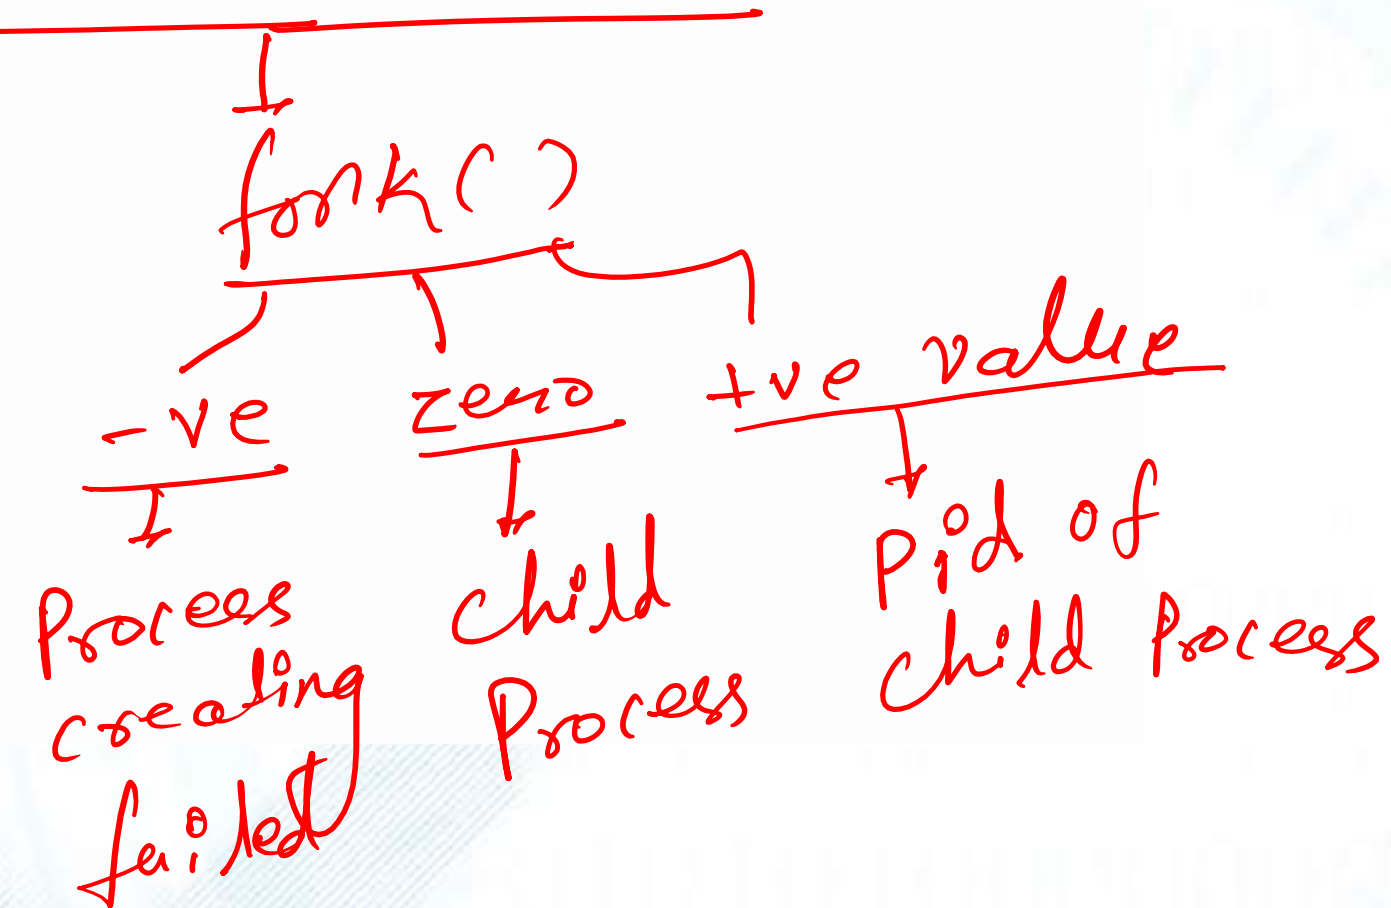 fork()
-ve
zero
+ve value
Process
creating
failed
child
Process
Pid of
child Process